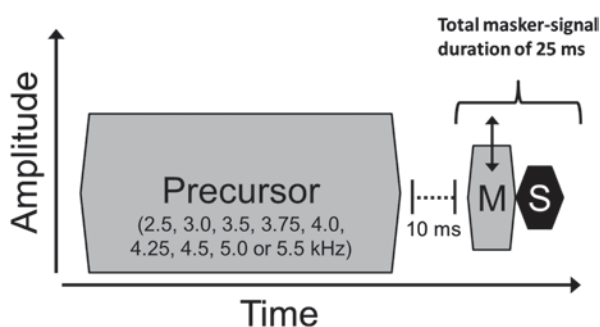 Total masker-signal
duration of 25 ms
Amplitude
Precursor
(2.5, 3.0, 3.5, 3.75, 4.0,
4.25, 4.5, 5.0 or 5.5 kHz)
10 ms
M
S
Time